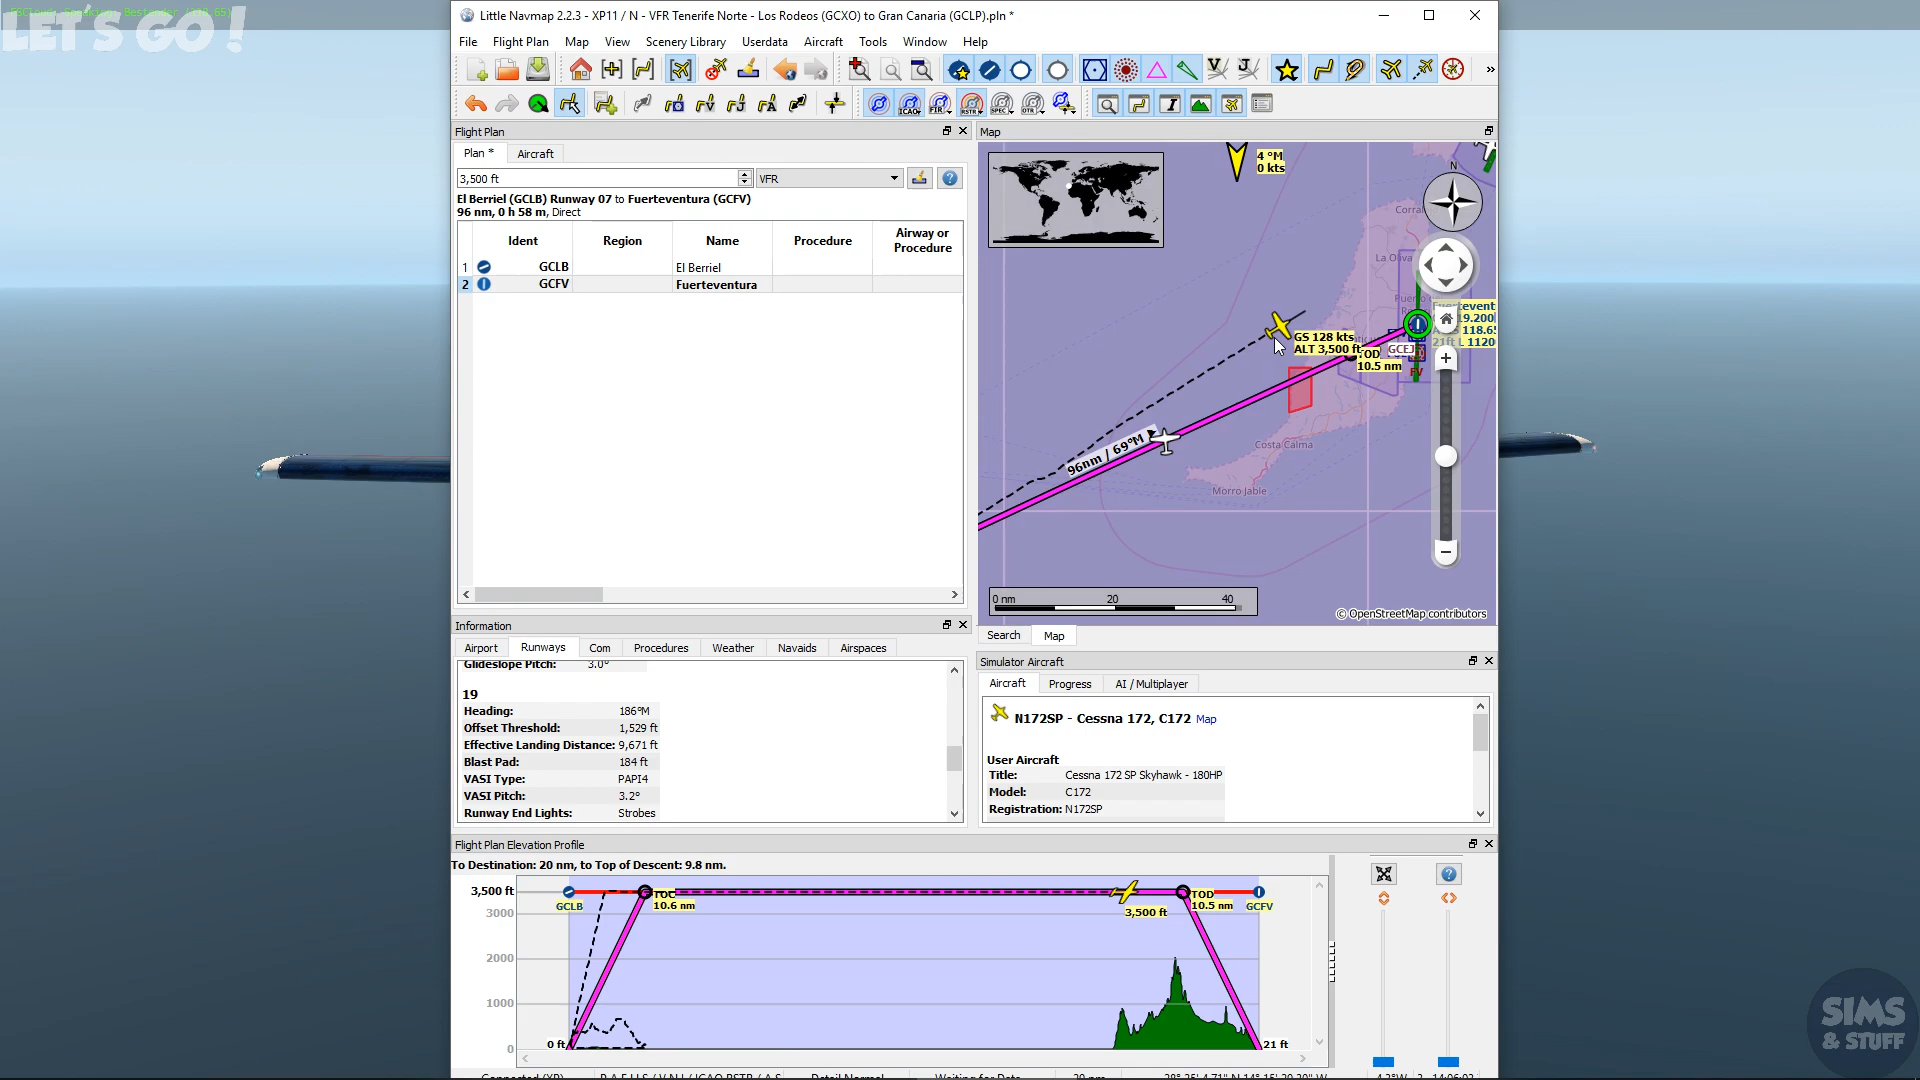 LET'S GO!
Little Navmap 2.2.3 - XP11 / N - VFR Tenerife Norte - Los Rodeos (GCXO) to Gran Canaria (GCLP).pln *
File Flight Plan Map View Scenery Library Userdata Aircraft Tools Window Help
Flight Plan
Plan * Aircraft
3,500 ft VFR
El Berriel (GCLB) Runway 07 to Fuerteventura (GCFV)
96 nm, 0 h 58 m, Direct
Ident Region Name Procedure Airway or Procedure
1 GCLB El Berriel
2 GCFV Fuerteventura
Map
4 °M
0 kts
N
La Oliva
GS 128 kts
ALT 3,500 ft
TOD
10.5 nm
FV
96nm / 69°M
Costa Calma
Morro Jable
0 nm 20 40
© OpenStreetMap contributors
Search Map
Information
Airport Runways Com Procedures Weather Navaids Airspaces
Glideslope Pitch: 3.0°
19
Heading: 186°M
Offset Threshold: 1,529 ft
Effective Landing Distance: 9,671 ft
Blast Pad: 184 ft
VASI Type: PAPI4
VASI Pitch: 3.2°
Runway End Lights: Strobes
Simulator Aircraft
Aircraft Progress AI / Multiplayer
N172SP - Cessna 172, C172 Map
User Aircraft
Title: Cessna 172 SP Skyhawk - 180HP
Model: C172
Registration: N172SP
Flight Plan Elevation Profile
To Destination: 20 nm, to Top of Descent: 9.8 nm.
3,500 ft
3000
2000
1000
0
0 ft
GCLB
TOC
10.6 nm
3,500 ft
TOD
10.5 nm
GCFV
21 ft
SIMS
& STUFF